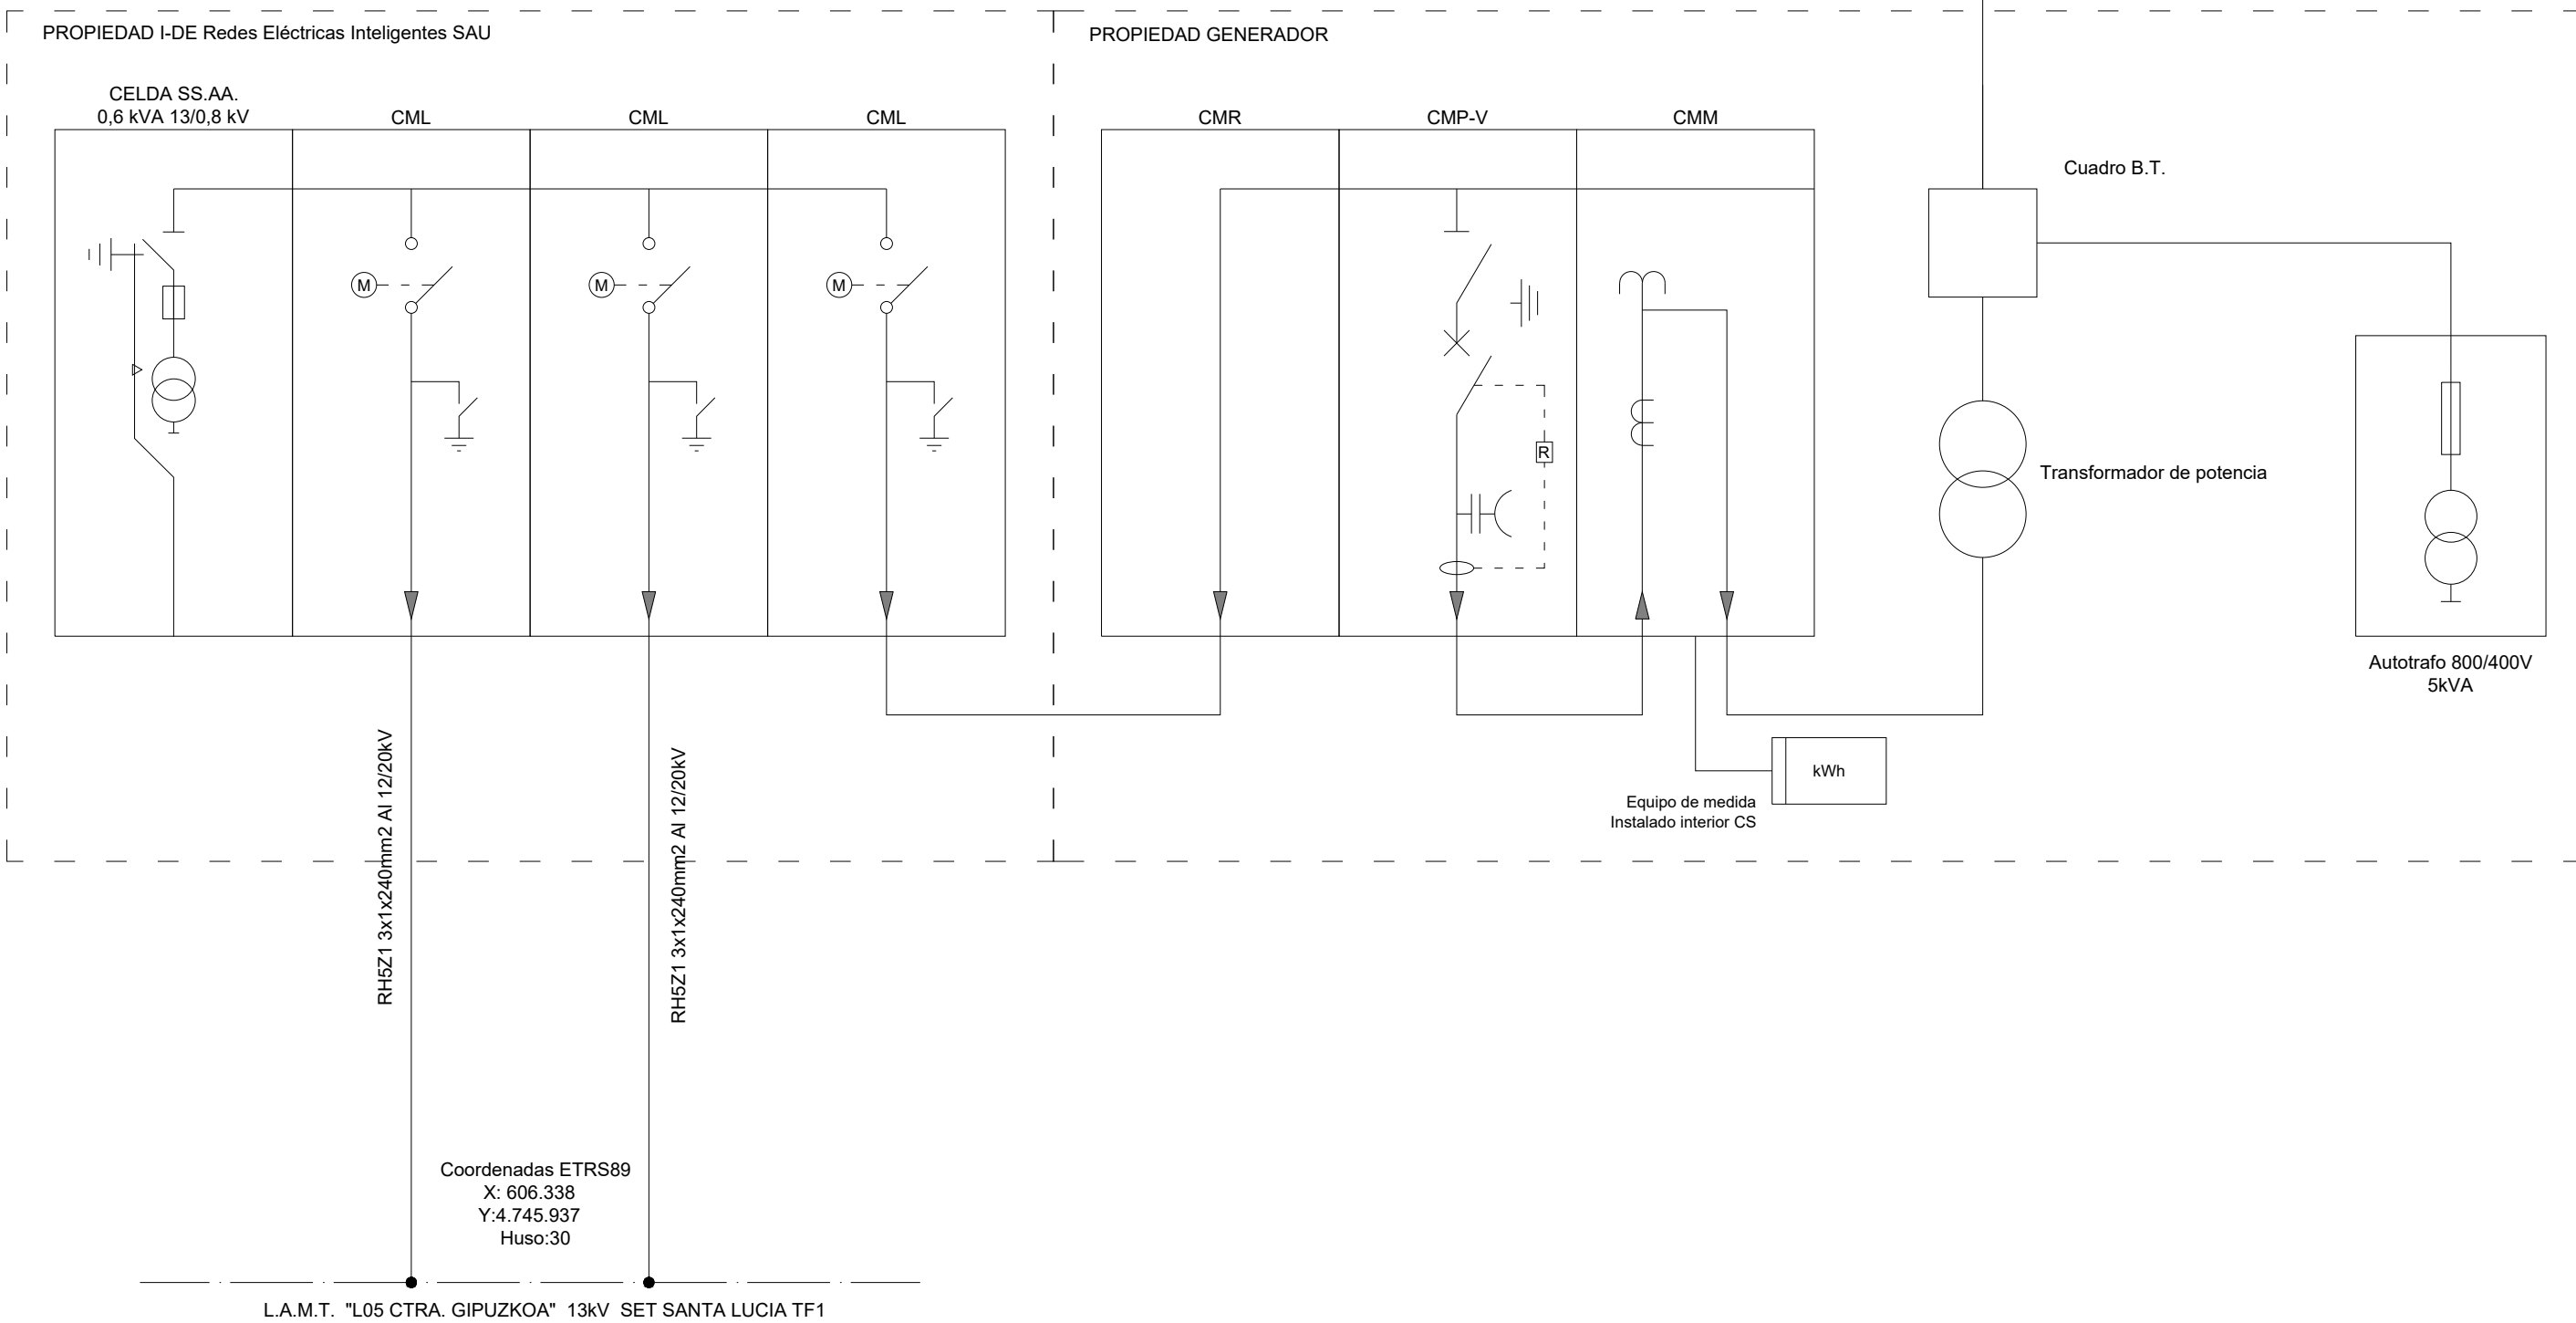 PROPIEDAD I-DE Redes Eléctricas Inteligentes SAU
PROPIEDAD GENERADOR
CELDA SS.AA.
0,6 kVA 13/0,8 kV
CML
CML
CML
CMR
CMP-V
CMM
Cuadro B.T.
M
M
M
R
Transformador de potencia
Autotrafo 800/400V
5kVA
kWh
Equipo de medida
Instalado interior CS
RH5Z1 3x1x240mm2 Al 12/20kV
RH5Z1 3x1x240mm2 Al 12/20kV
Coordenadas ETRS89
X: 606.338
Y:4.745.937
Huso:30
L.A.M.T. "L05 CTRA. GIPUZKOA" 13kV SET SANTA LUCIA TF1